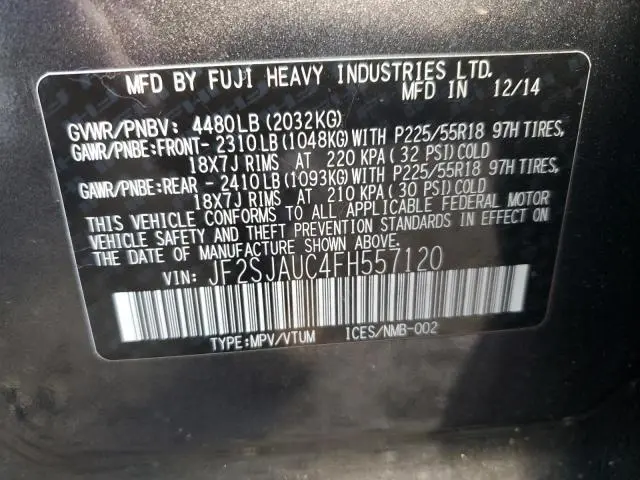 MFD BY FUJI HEAVY INDUSTRIES LTD.
MFD IN 12/14
GVWR/PNBV: 4480LB(2032KG)
GAWR/PNBE:FRONT- 2310LB(1048KG)WITH P225/55R18 97H TIRES,
18X7J RIMS AT 220 KPA(32 PSI)COLD
GAWR/PNBE:REAR - 2410LB(1093KG)WITH P225/55R18 97H TIRES,
18X7J RIMS AT 210 KPA(30 PSI)COLD
THIS VEHICLE CONFORMS TO ALL APPLICABLE FEDERAL MOTOR
VEHICLE SAFETY AND THEFT PREVENTION STANDARDS IN EFFECT ON
THE DATE OF MANUFACTURE SHOWN ABOVE.
VIN: JF2SJAUC4FH557120
TYPE:MPV/VTUM ICES/NMB-002